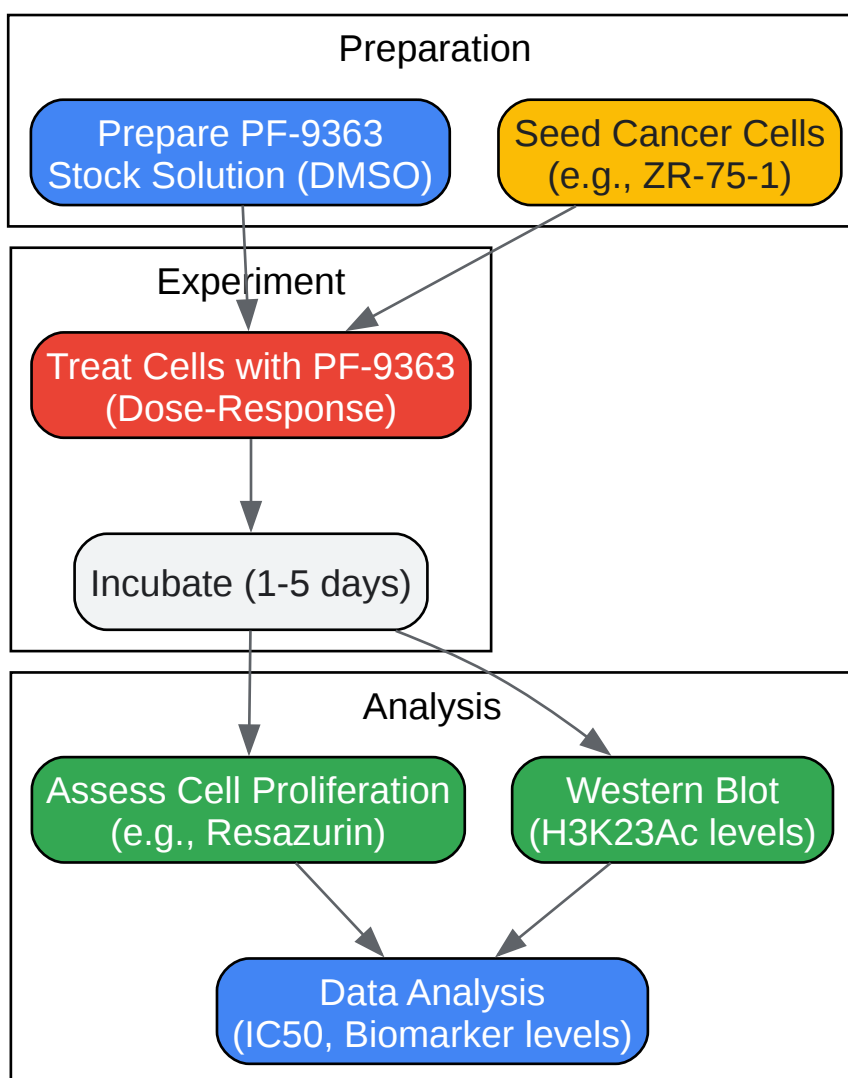 Preparation
Prepare PF-9363
Stock Solution (DMSO)
Seed Cancer Cells
(e.g., ZR-75-1)
Experiment
Treat Cells with PF-9363
(Dose-Response)
Incubate (1-5 days)
Analysis
Assess Cell Proliferation
(e.g., Resazurin)
Western Blot
(H3K23Ac levels)
Data Analysis
(IC50, Biomarker levels)